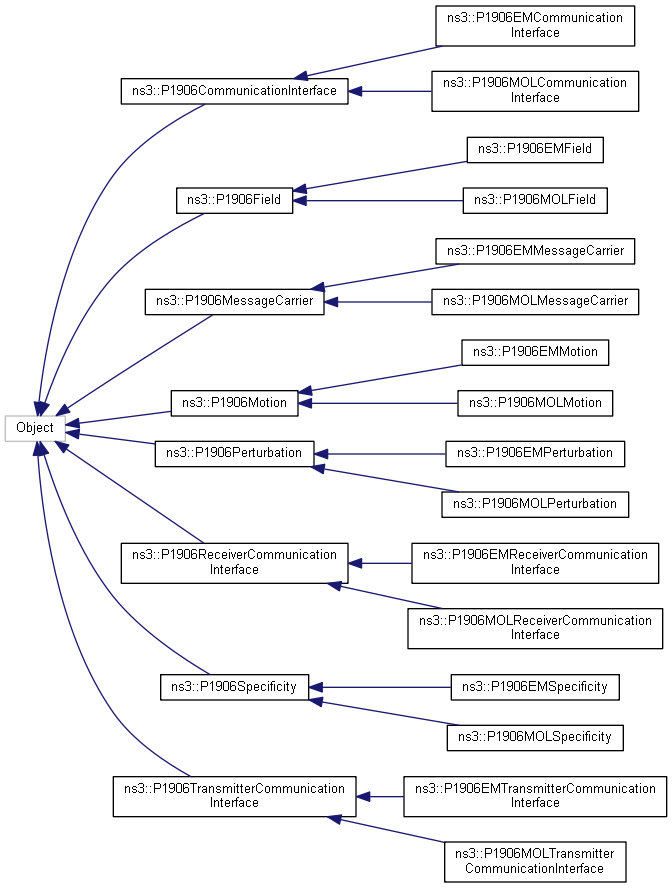 ns3::P1906EMCommunication
Interface
ns3::P1906CommunicationInterface
ns3::P1906MOLCommunication
Interface
ns3::P1906EMField
ns3::P1906Field
ns3::P1906MOLField
ns3::P1906EMMessageCarrier
ns3::P1906MessageCarrier
ns3::P1906MOLMessageCarrier
ns3::P1906EMMotion
ns3::P1906Motion
ns3::P1906MOLMotion
Object
ns3::P1906Perturbation
ns3::P1906EMPerturbation
ns3::P1906MOLPerturbation
ns3::P1906ReceiverCommunication
Interface
ns3::P1906EMReceiverCommunication
Interface
ns3::P1906MOLReceiverCommunication
Interface
ns3::P1906Specificity
ns3::P1906EMSpecificity
ns3::P1906MOLSpecificity
ns3::P1906TransmitterCommunication
Interface
ns3::P1906EMTransmitterCommunication
Interface
ns3::P1906MOLTransmitter
CommunicationInterface